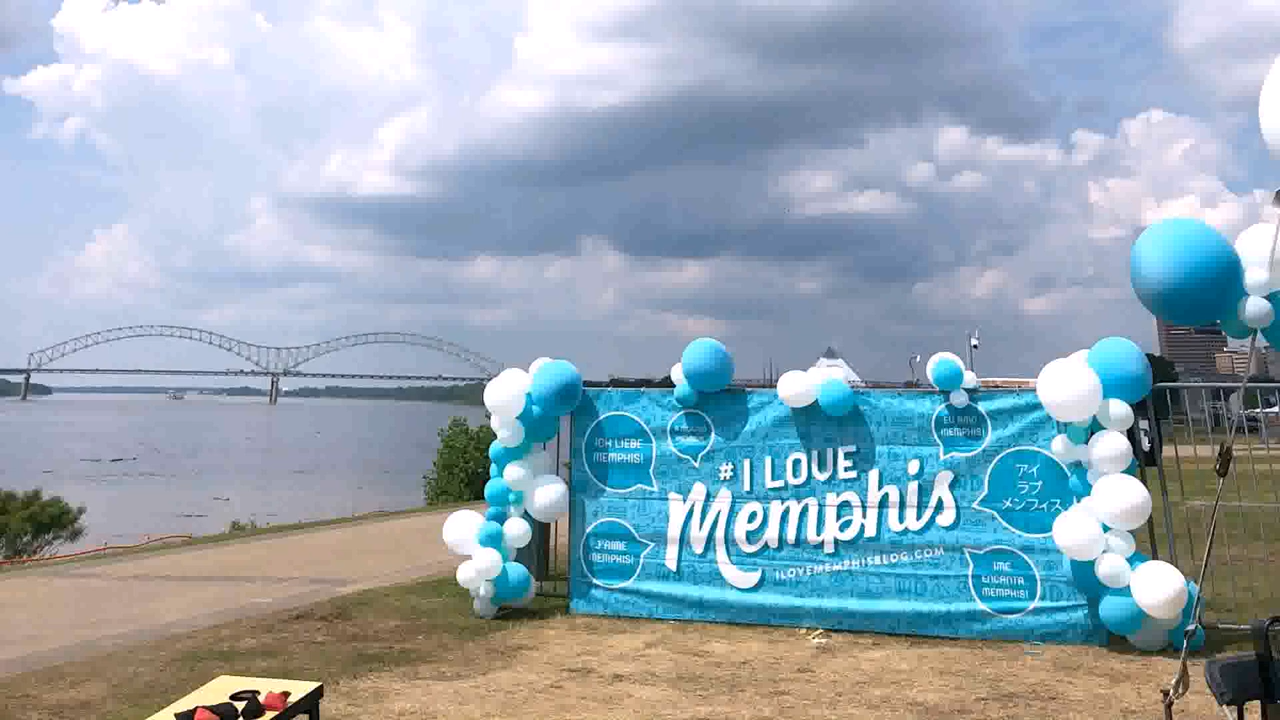 ICH LIEBE
MEMPHIS!
EU AMO
MEMPHIS!
#I LOVE
Memphis
ILOVEMEMPHISBLOG.COM
アイ
ラブ
メンフィス
J'AIME
MEMPHIS!
¡ME
ENCANTA
MEMPHIS!